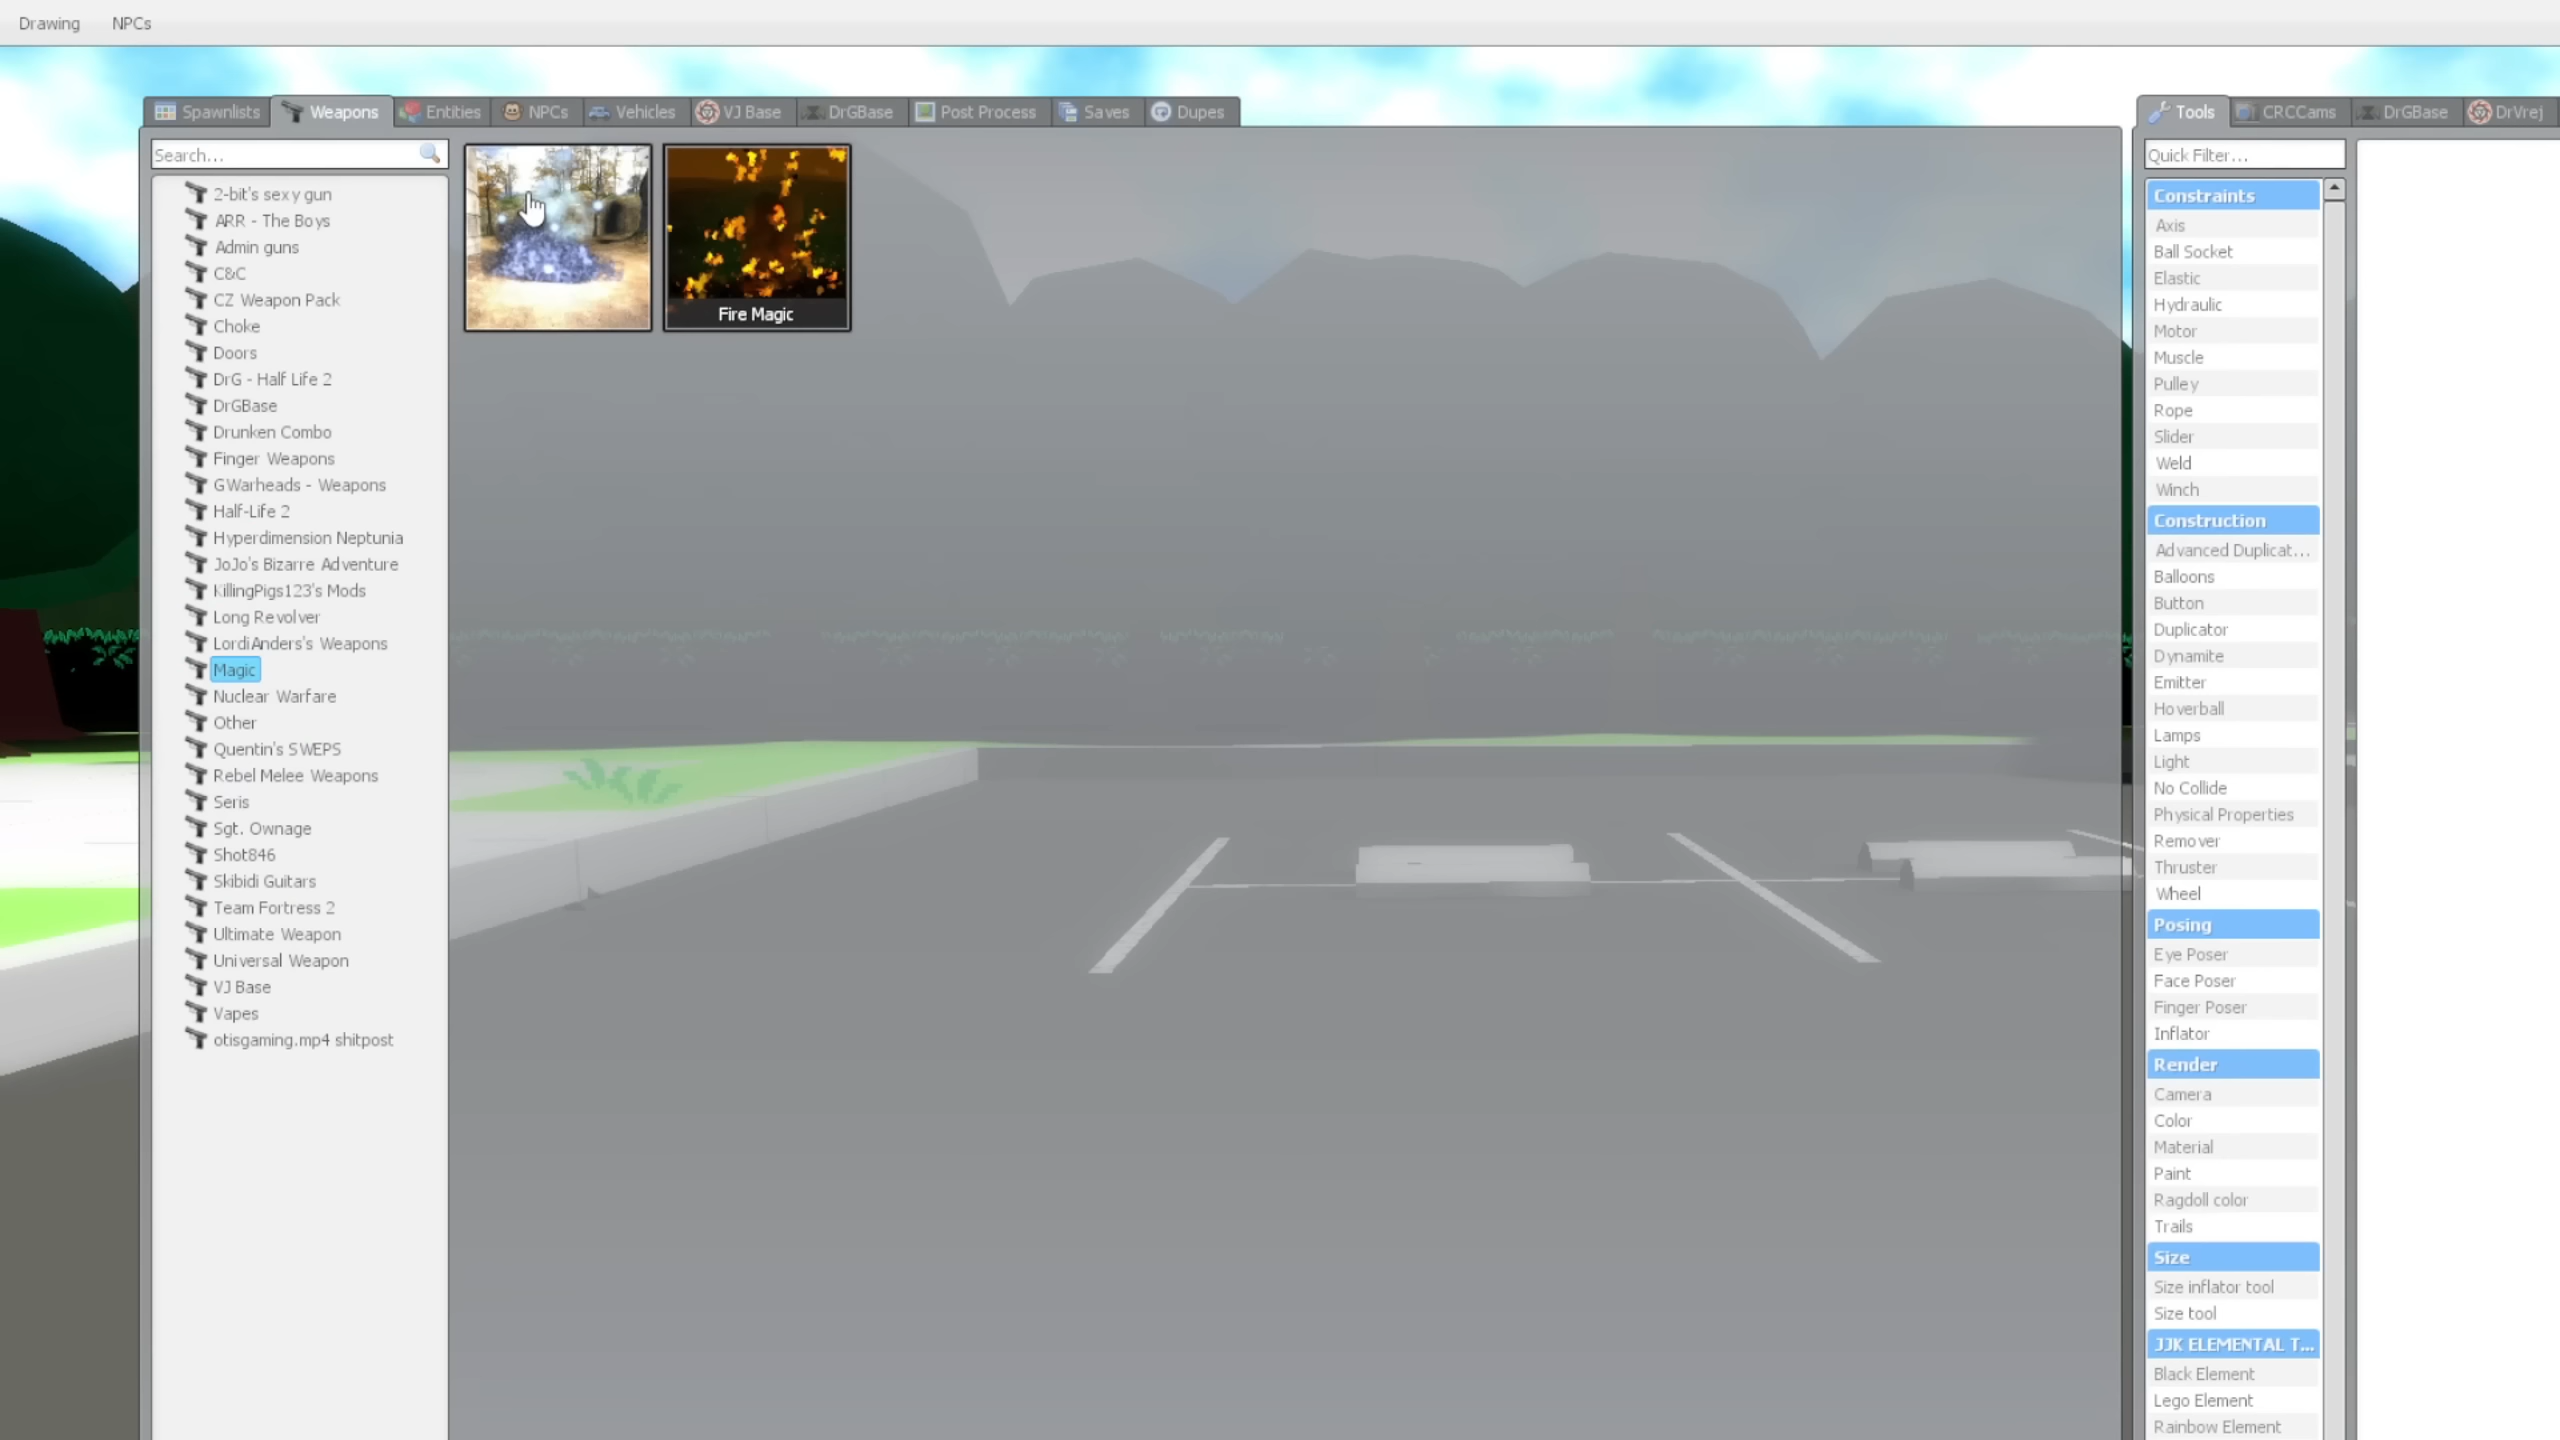 Drawing NPCs
Spawnlists Weapons Entities NPCs Vehicles VJ Base DrGBase Post Process Saves Dupes
Tools CRCCams DrGBase DrVrej
Search...
2-bit's sexy gun
ARR - The Boys
Admin guns
C&C
CZ Weapon Pack
Choke
Doors
DrG - Half Life 2
DrGBase
Drunken Combo
Finger Weapons
GWarheads - Weapons
Half-Life 2
Hyperdimension Neptunia
JoJo's Bizarre Adventure
KillingPigs123's Mods
Long Revolver
LordiAnders's Weapons
Magic
Nuclear Warfare
Other
Quentin's SWEPS
Rebel Melee Weapons
Seris
Sgt. Ownage
Shot846
Skibidi Guitars
Team Fortress 2
Ultimate Weapon
Universal Weapon
VJ Base
Vapes
otisgaming.mp4 shitpost
Fire Magic
Quick Filter...
Constraints
Axis
Ball Socket
Elastic
Hydraulic
Motor
Muscle
Pulley
Rope
Slider
Weld
Winch
Construction
Advanced Duplicat...
Balloons
Button
Duplicator
Dynamite
Emitter
Hoverball
Lamps
Light
No Collide
Physical Properties
Remover
Thruster
Wheel
Posing
Eye Poser
Face Poser
Finger Poser
Inflator
Render
Camera
Color
Material
Paint
Ragdoll color
Trails
Size
Size inflator tool
Size tool
JJK ELEMENTAL T...
Black Element
Lego Element
Rainbow Element